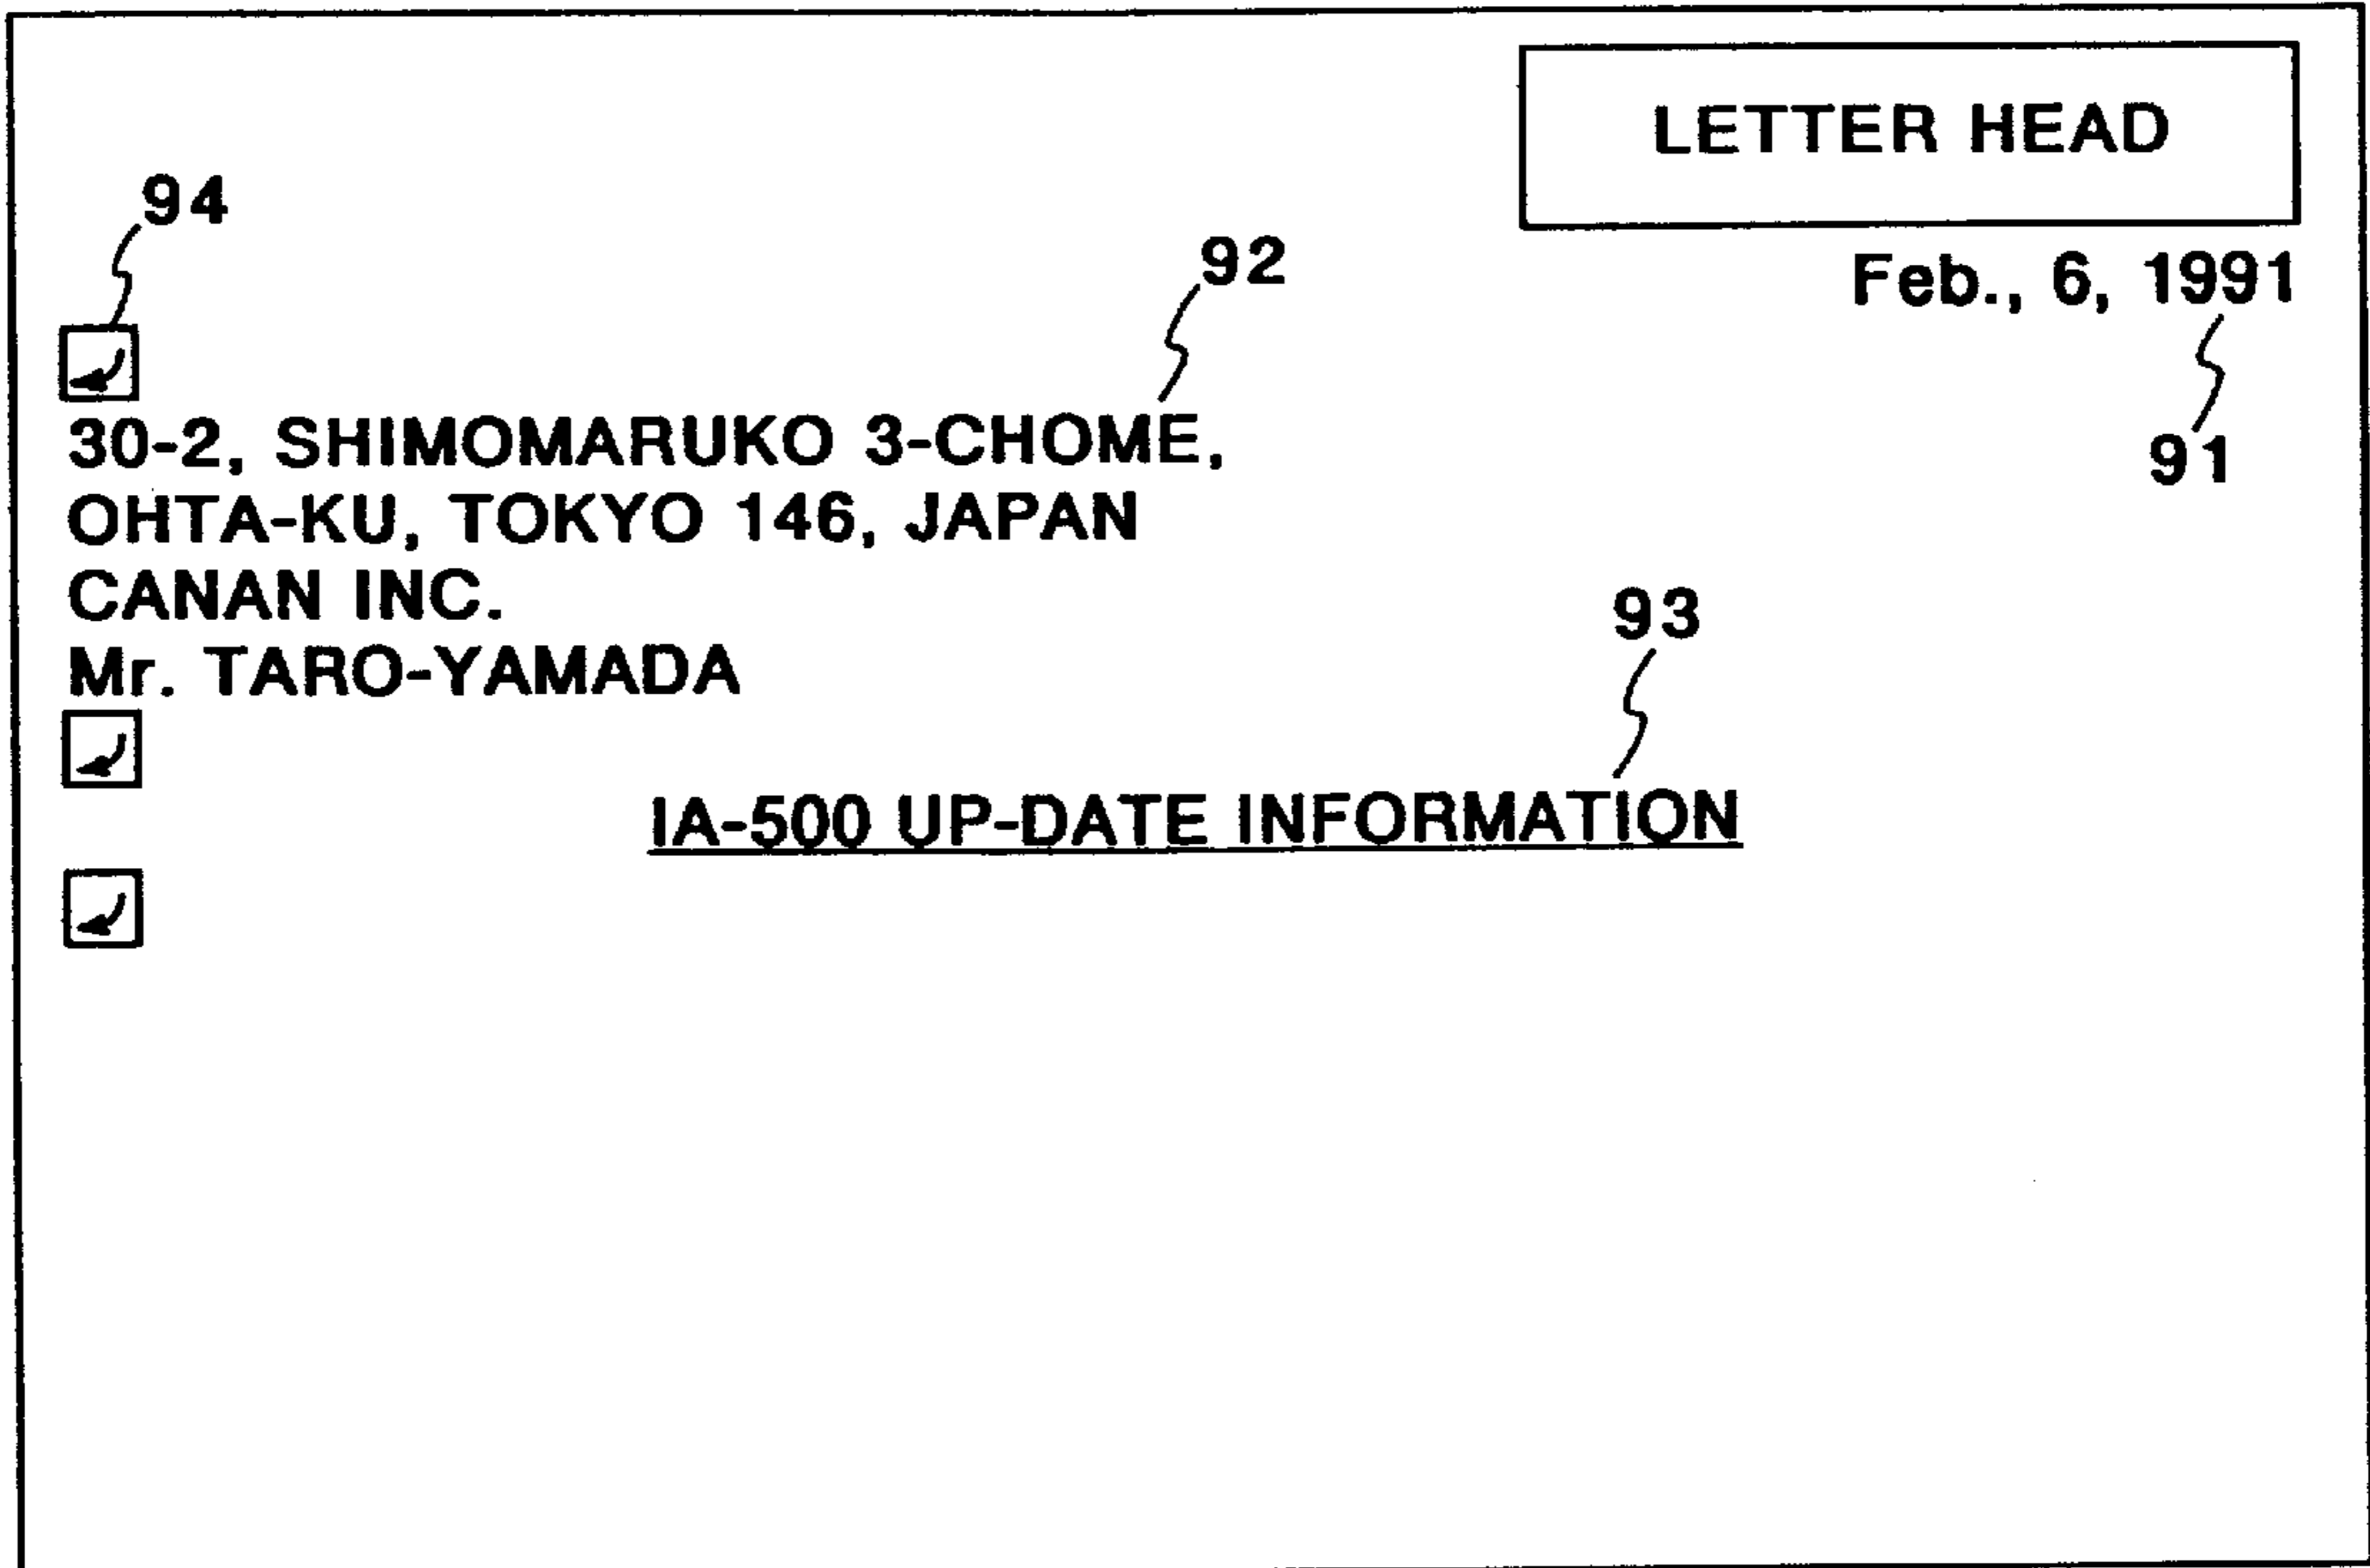 LETTER HEAD
94
92
Feb., 6, 1991
30-2, SHIMOMARUKO 3-CHOME,
91
OHTA-KU, TOKYO 146, JAPAN
CANAN INC.
93
Mr. TARO-YAMADA
IA-500 UP-DATE INFORMATION